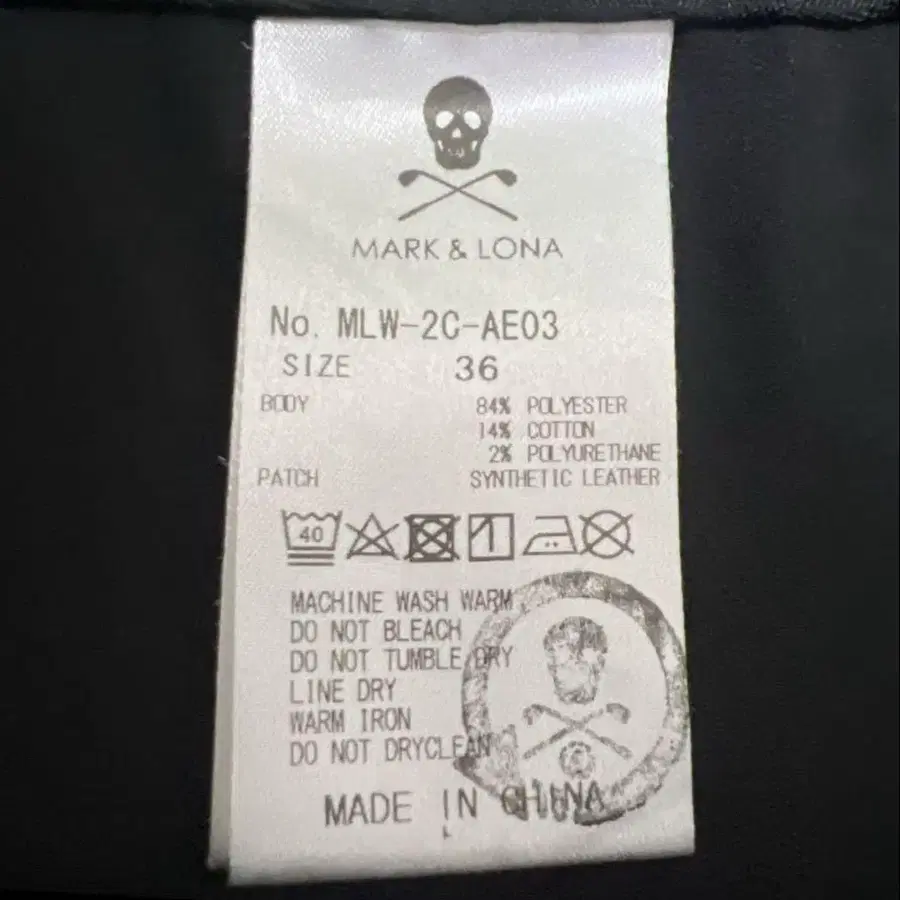 MARK & LONA
No. MLW-2C-AE03
SIZE 36
BODY 84% POLYESTER
14% COTTON
2% POLYURETHANE
PATCH SYNTHETIC LEATHER
40
MACHINE WASH WARM
DO NOT BLEACH
DO NOT TUMBLE DRY
LINE DRY
WARM IRON
DO NOT DRYCLEAN
MADE IN CHINA